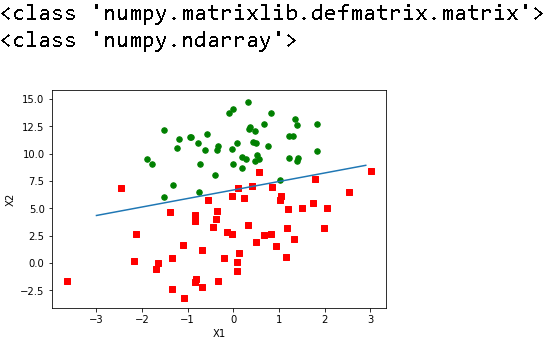 <class 'numpy.matrixlib.defmatrix.matrix'>
<class 'numpy.ndarray'>
15.0
12.5
10.0
7.5
5.0
2.5
0.0
−2.5
X2
−3 −2 −1 0 1 2 3
X1